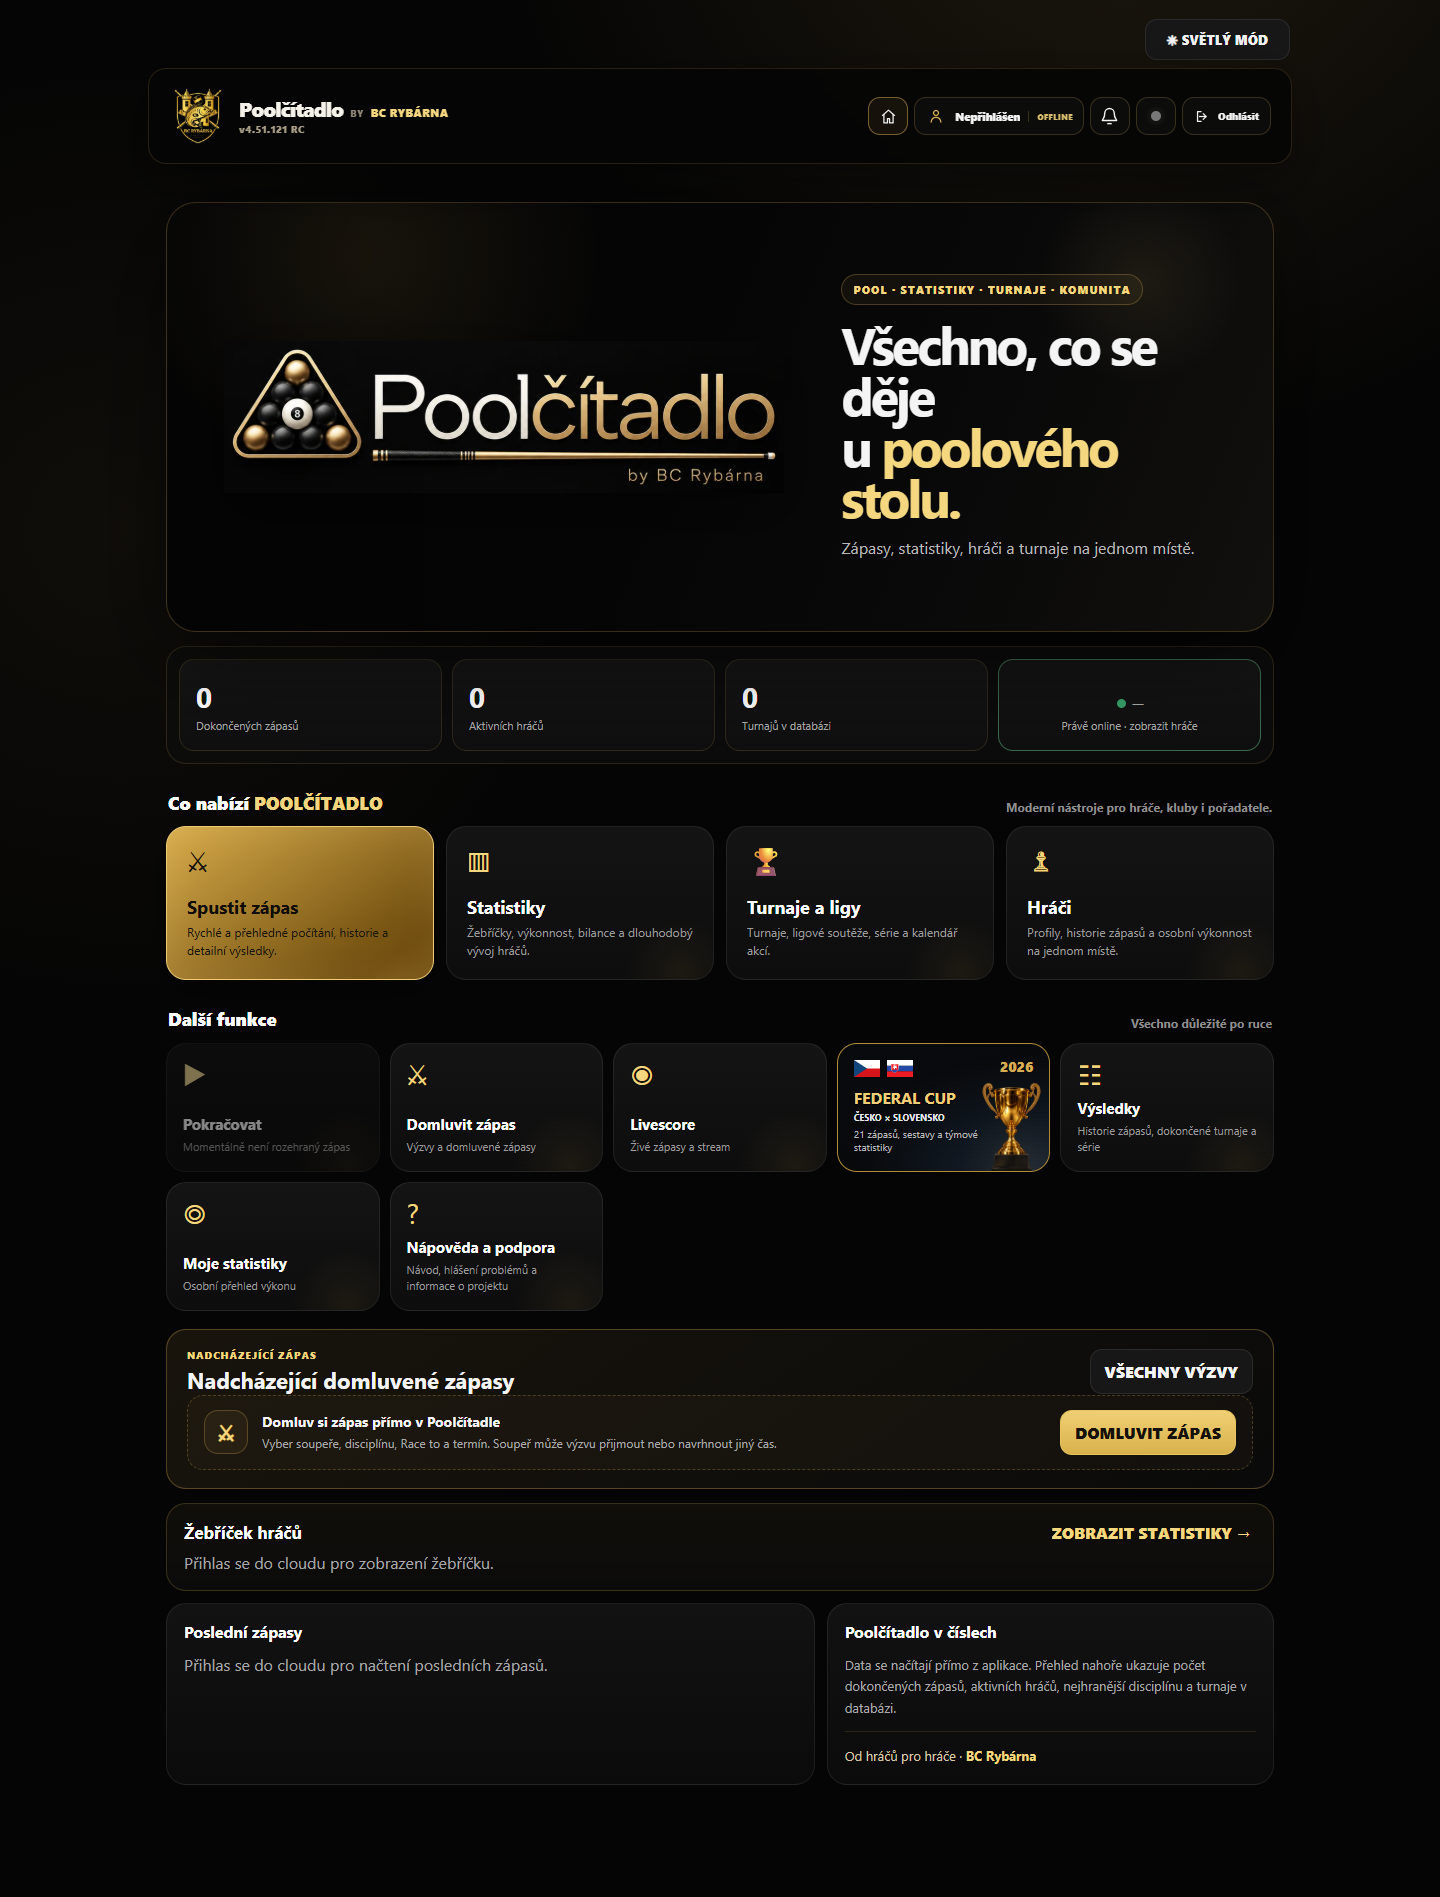 ❋ SVĚTLÝ MÓD
BC RYBÁRNA
Poolčítadlo BY BC RYBÁRNA
v4.51.121 RC
Nepřihlášen OFFLINE
Odhlásit
8
Poolčítadlo
by BC Rybárna
POOL · STATISTIKY · TURNAJE · KOMUNITA
Všechno, co se
děje
u poolového
stolu.
Zápasy, statistiky, hráči a turnaje na jednom místě.
0
Dokončených zápasů
0
Aktivních hráčů
0
Turnajů v databázi
● —
Právě online · zobrazit hráče
Co nabízí POOLČÍTADLO
Moderní nástroje pro hráče, kluby i pořadatele.
Spustit zápas
Rychlé a přehledné počítání, historie a
detailní výsledky.
Statistiky
Žebříčky, výkonnost, bilance a dlouhodobý
vývoj hráčů.
Turnaje a ligy
Turnaje, ligové soutěže, série a kalendář
akcí.
Hráči
Profily, historie zápasů a osobní výkonnost
na jednom místě.
Další funkce
Všechno důležité po ruce
Pokračovat
Momentálně není rozehraný zápas
Domluvit zápas
Výzvy a domluvené zápasy
Livescore
Živé zápasy a stream
2026
FEDERAL CUP
ČESKO × SLOVENSKO
21 zápasů, sestavy a týmové
statistiky
Výsledky
Historie zápasů, dokončené turnaje a
série
Moje statistiky
Osobní přehled výkonu
?
Nápověda a podpora
Návod, hlášení problémů a
informace o projektu
NADCHÁZEJÍCÍ ZÁPAS
Nadcházející domluvené zápasy
VŠECHNY VÝZVY
Domluv si zápas přímo v Poolčítadle
Vyber soupeře, disciplínu, Race to a termín. Soupeř může výzvu přijmout nebo navrhnout jiný čas.
DOMLUVIT ZÁPAS
Žebříček hráčů
ZOBRAZIT STATISTIKY →
Přihlas se do cloudu pro zobrazení žebříčku.
Poslední zápasy
Přihlas se do cloudu pro načtení posledních zápasů.
Poolčítadlo v číslech
Data se načítají přímo z aplikace. Přehled nahoře ukazuje počet
dokončených zápasů, aktivních hráčů, nejhranější disciplínu a turnaje v
databázi.
Od hráčů pro hráče · BC Rybárna